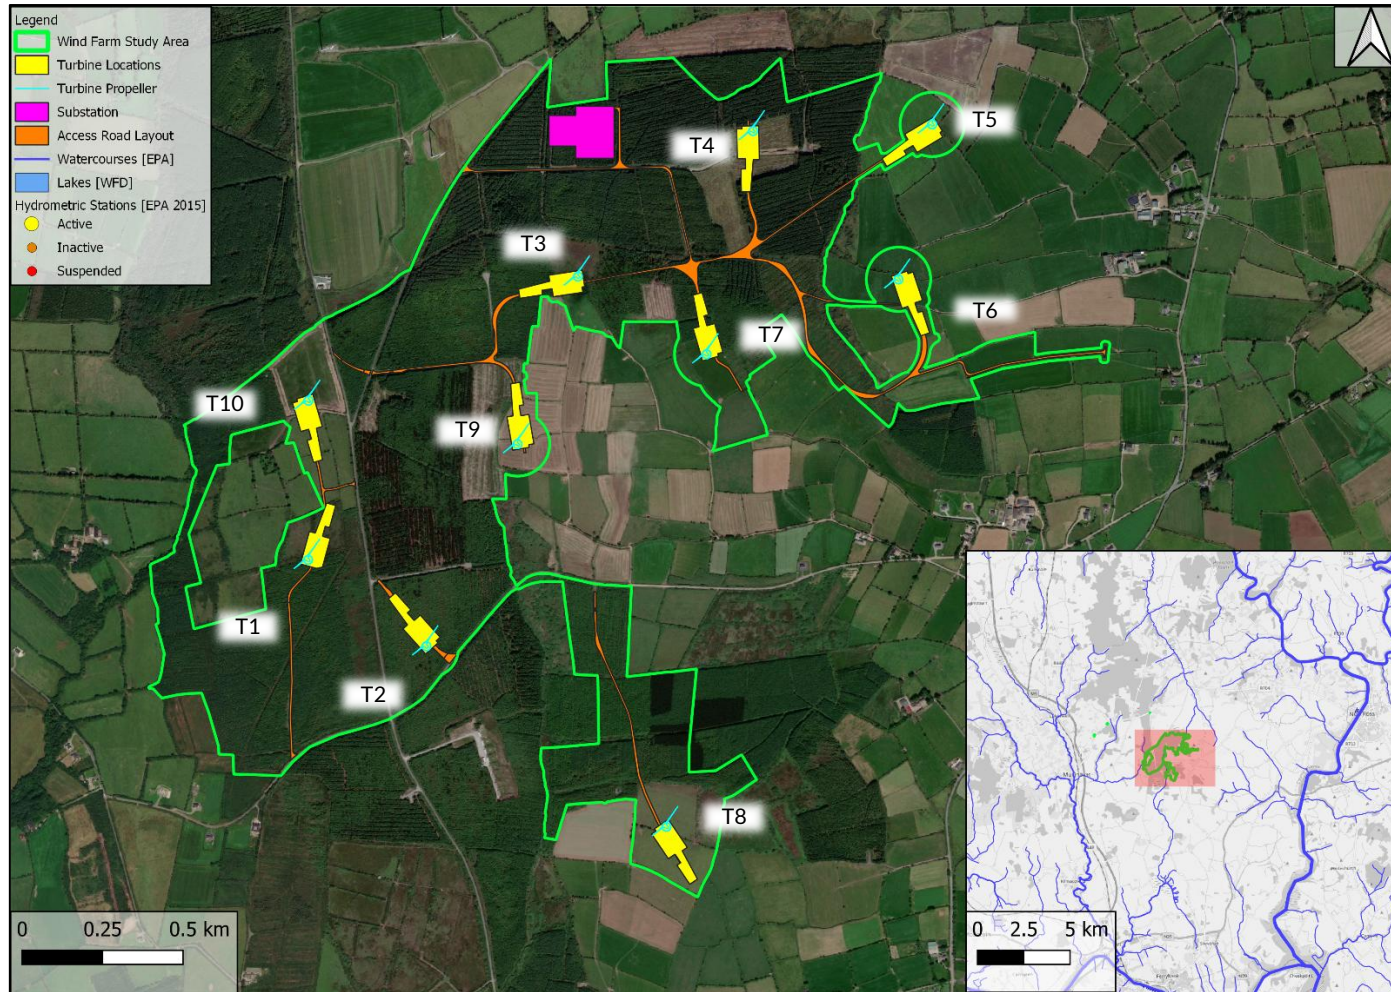 Legend
Wind Farm Study Area
Turbine Locations
Turbine Propeller
Substation
Access Road Layout
Watercourses [EPA]
Lakes [WFD]
Hydrometric Stations [EPA 2015]
Active
Inactive
Suspended
T5
T4
T3
T6
T7
T10
T9
T1
T2
T8
0 0.25 0.5 km
0 2.5 5 km